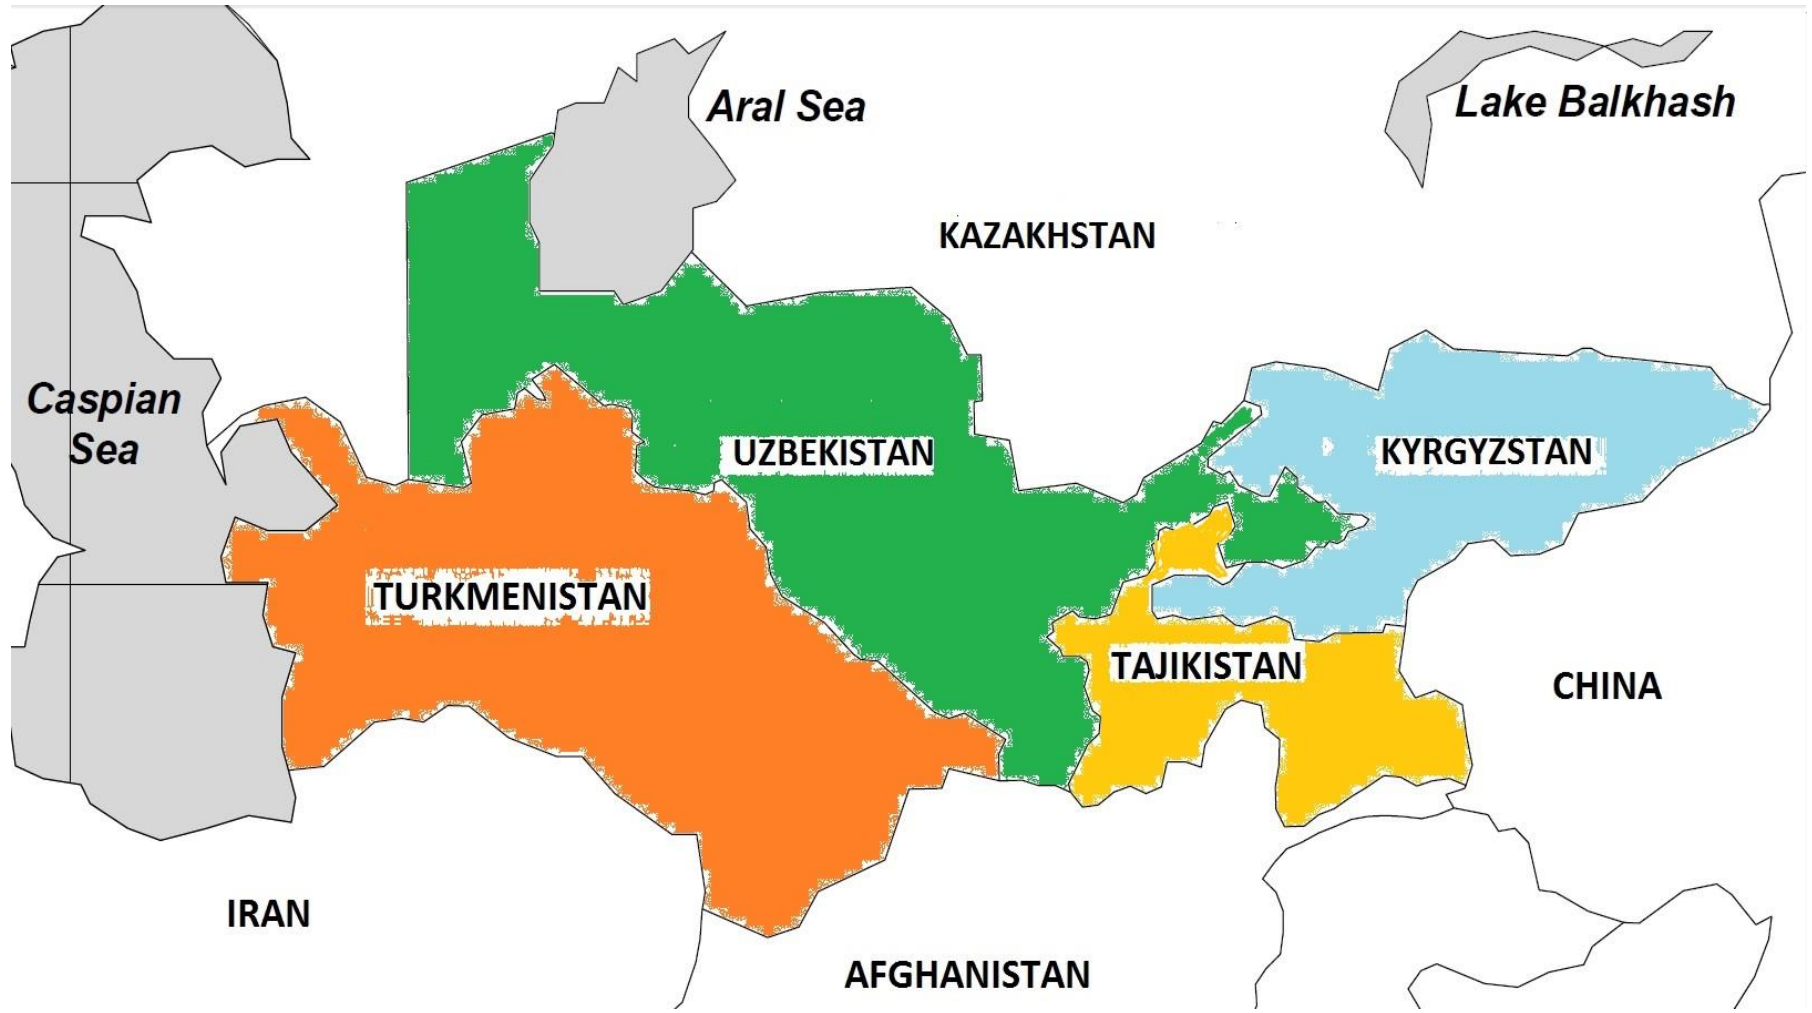 Aral Sea
Lake Balkhash
KAZAKHSTAN
Caspian
Sea
UZBEKISTAN
KYRGYZSTAN
TURKMENISTAN
TAJIKISTAN
CHINA
IRAN
AFGHANISTAN